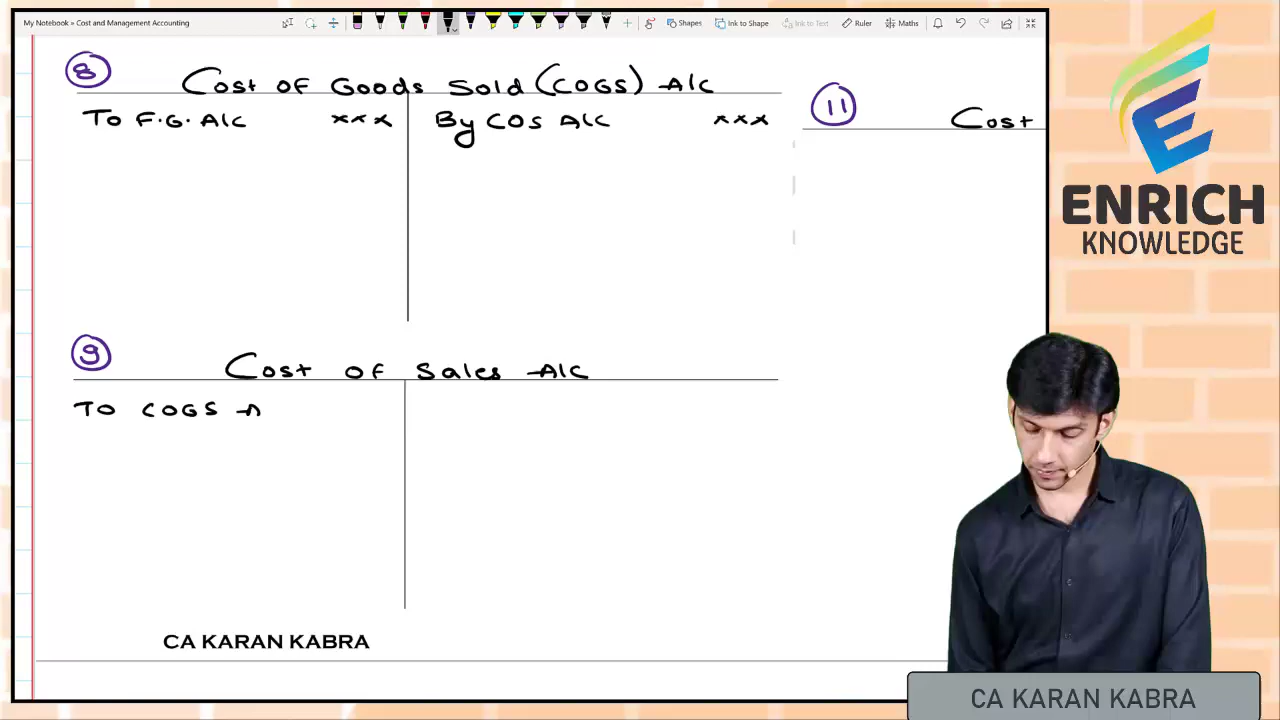 My Notebook » Cost and Management Accounting
Shapes
Ink to Shape
Ink to Text
Ruler
Maths
8
Cost of Goods Sold (COGS) A/c
To F.G. A/c xxx By COS A/c xxx
11
Cost
9
Cost of Sales A/c
To COGS
CA KARAN KABRA
ENRICH
KNOWLEDGE
CA KARAN KABRA